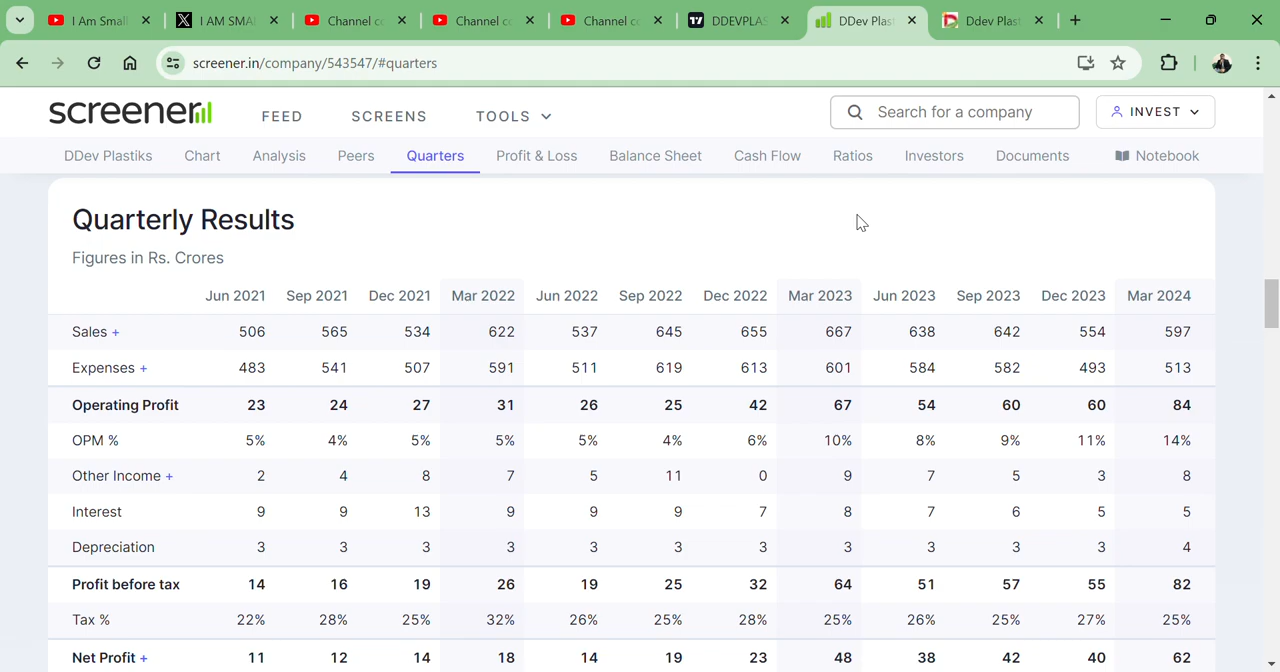 I Am Small
I AM SMA
Channel c
Channel c
Channel c
DDEVPLAS
DDev Plas
Ddev Plast
screener.in/company/543547/#quarters
screener
FEED
SCREENS
TOOLS
Search for a company
INVEST
DDev Plastiks
Chart
Analysis
Peers
Quarters
Profit & Loss
Balance Sheet
Cash Flow
Ratios
Investors
Documents
Notebook
Quarterly Results
Figures in Rs. Crores
Jun 2021 Sep 2021 Dec 2021 Mar 2022 Jun 2022 Sep 2022 Dec 2022 Mar 2023 Jun 2023 Sep 2023 Dec 2023 Mar 2024
Sales + 506 565 534 622 537 645 655 667 638 642 554 597
Expenses + 483 541 507 591 511 619 613 601 584 582 493 513
Operating Profit 23 24 27 31 26 25 42 67 54 60 60 84
OPM % 5% 4% 5% 5% 5% 4% 6% 10% 8% 9% 11% 14%
Other Income + 2 4 8 7 5 11 0 9 7 5 3 8
Interest 9 9 13 9 9 9 7 8 7 6 5 5
Depreciation 3 3 3 3 3 3 3 3 3 3 3 4
Profit before tax 14 16 19 26 19 25 32 64 51 57 55 82
Tax % 22% 28% 25% 32% 26% 25% 28% 25% 26% 25% 27% 25%
Net Profit + 11 12 14 18 14 19 23 48 38 42 40 62